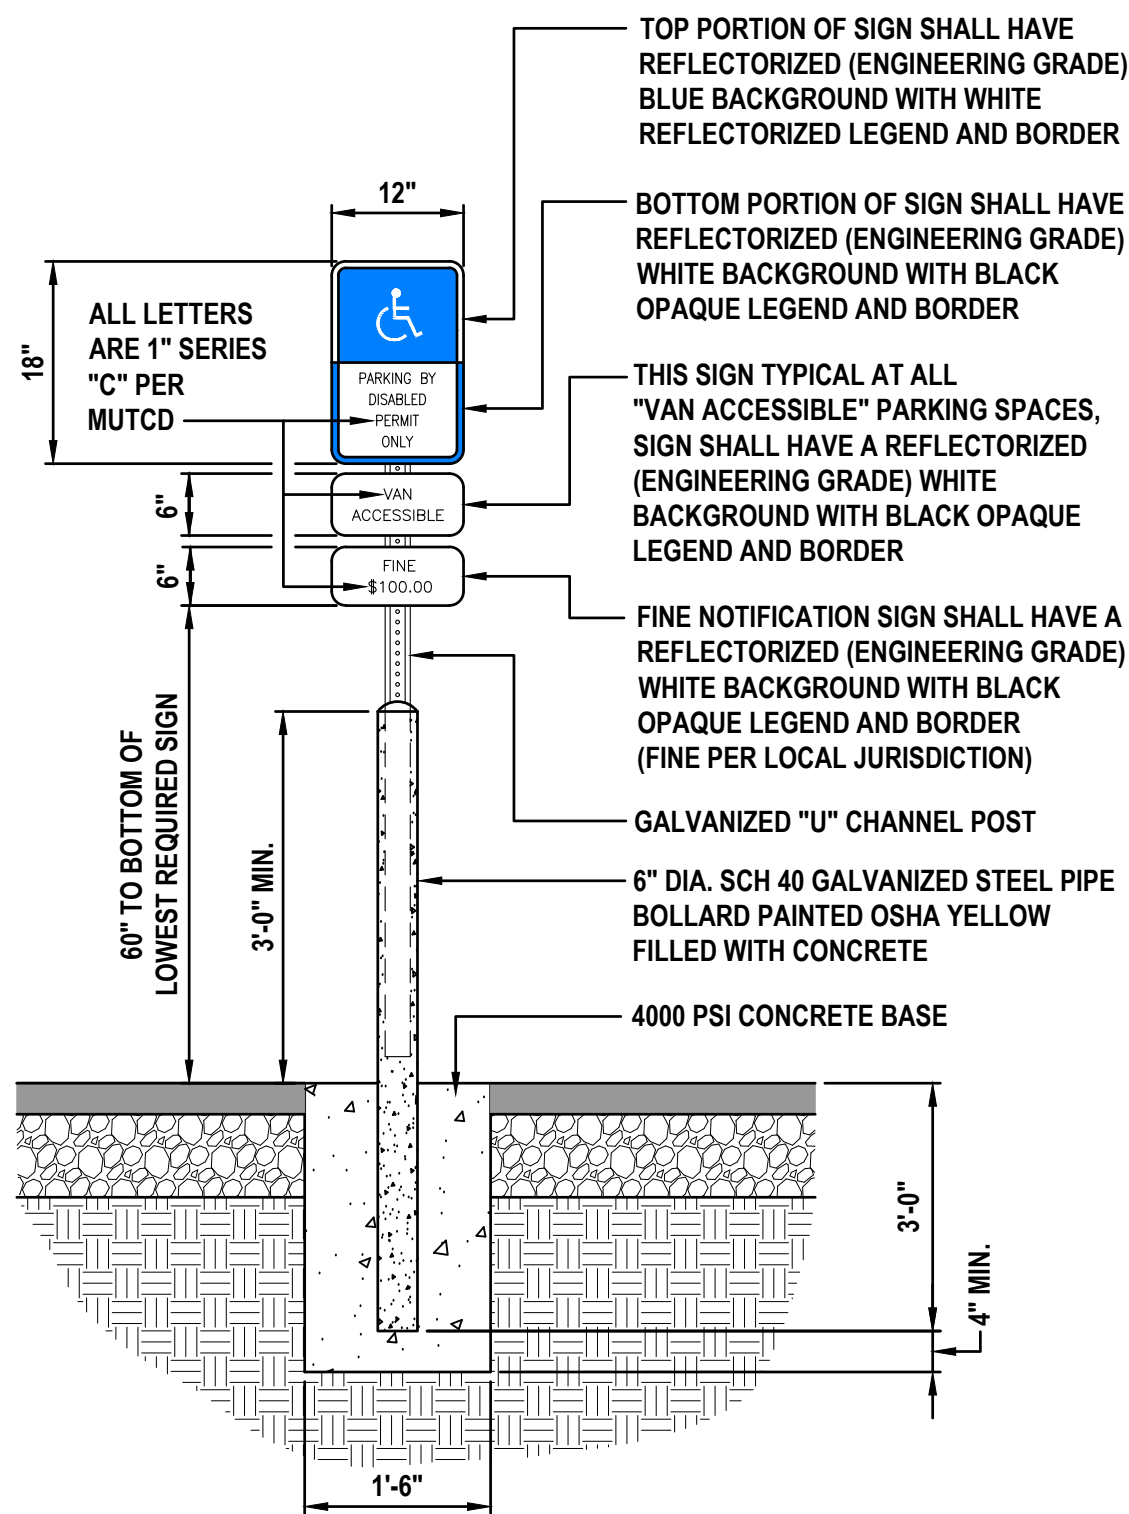 TOP PORTION OF SIGN SHALL HAVE
REFLECTORIZED (ENGINEERING GRADE)
BLUE BACKGROUND WITH WHITE
REFLECTORIZED LEGEND AND BORDER
12"
BOTTOM PORTION OF SIGN SHALL HAVE
REFLECTORIZED (ENGINEERING GRADE)
WHITE BACKGROUND WITH BLACK
OPAQUE LEGEND AND BORDER
18"
ALL LETTERS
ARE 1" SERIES
"C" PER
MUTCD
PARKING BY
DISABLED
PERMIT
ONLY
THIS SIGN TYPICAL AT ALL
"VAN ACCESSIBLE" PARKING SPACES,
SIGN SHALL HAVE A REFLECTORIZED
(ENGINEERING GRADE) WHITE
BACKGROUND WITH BLACK OPAQUE
LEGEND AND BORDER
6"
VAN
ACCESSIBLE
6"
FINE
$100.00
FINE NOTIFICATION SIGN SHALL HAVE A
REFLECTORIZED (ENGINEERING GRADE)
WHITE BACKGROUND WITH BLACK
OPAQUE LEGEND AND BORDER
(FINE PER LOCAL JURISDICTION)
60" TO BOTTOM OF
LOWEST REQUIRED SIGN
3'-0" MIN.
GALVANIZED "U" CHANNEL POST
6" DIA. SCH 40 GALVANIZED STEEL PIPE
BOLLARD PAINTED OSHA YELLOW
FILLED WITH CONCRETE
4000 PSI CONCRETE BASE
3'-0"
4" MIN.
1'-6"